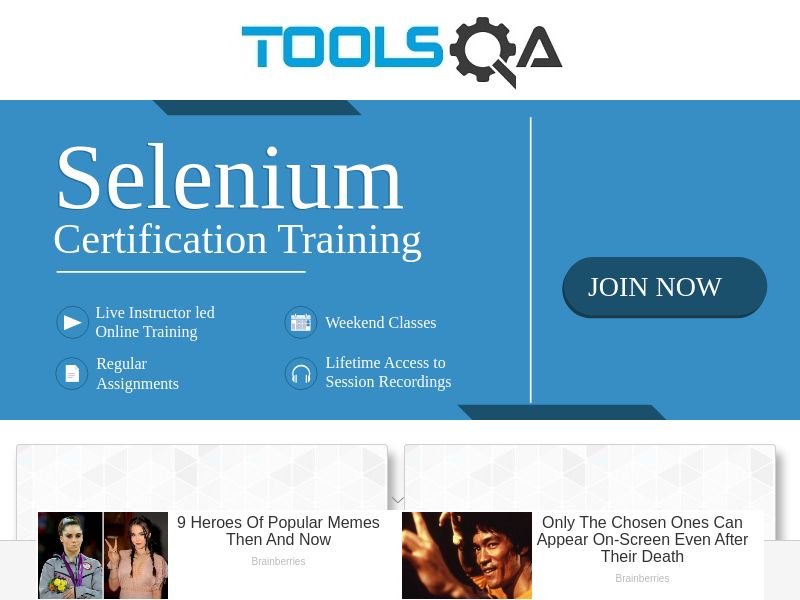 TOOLSQA
Selenium
Certification Training
JOIN NOW
Live Instructor led
Online Training
Weekend Classes
Regular
Assignments
Lifetime Access to
Session Recordings
9 Heroes Of Popular Memes
Then And Now
Brainberries
Only The Chosen Ones Can
Appear On-Screen Even After
Their Death
Brainberries